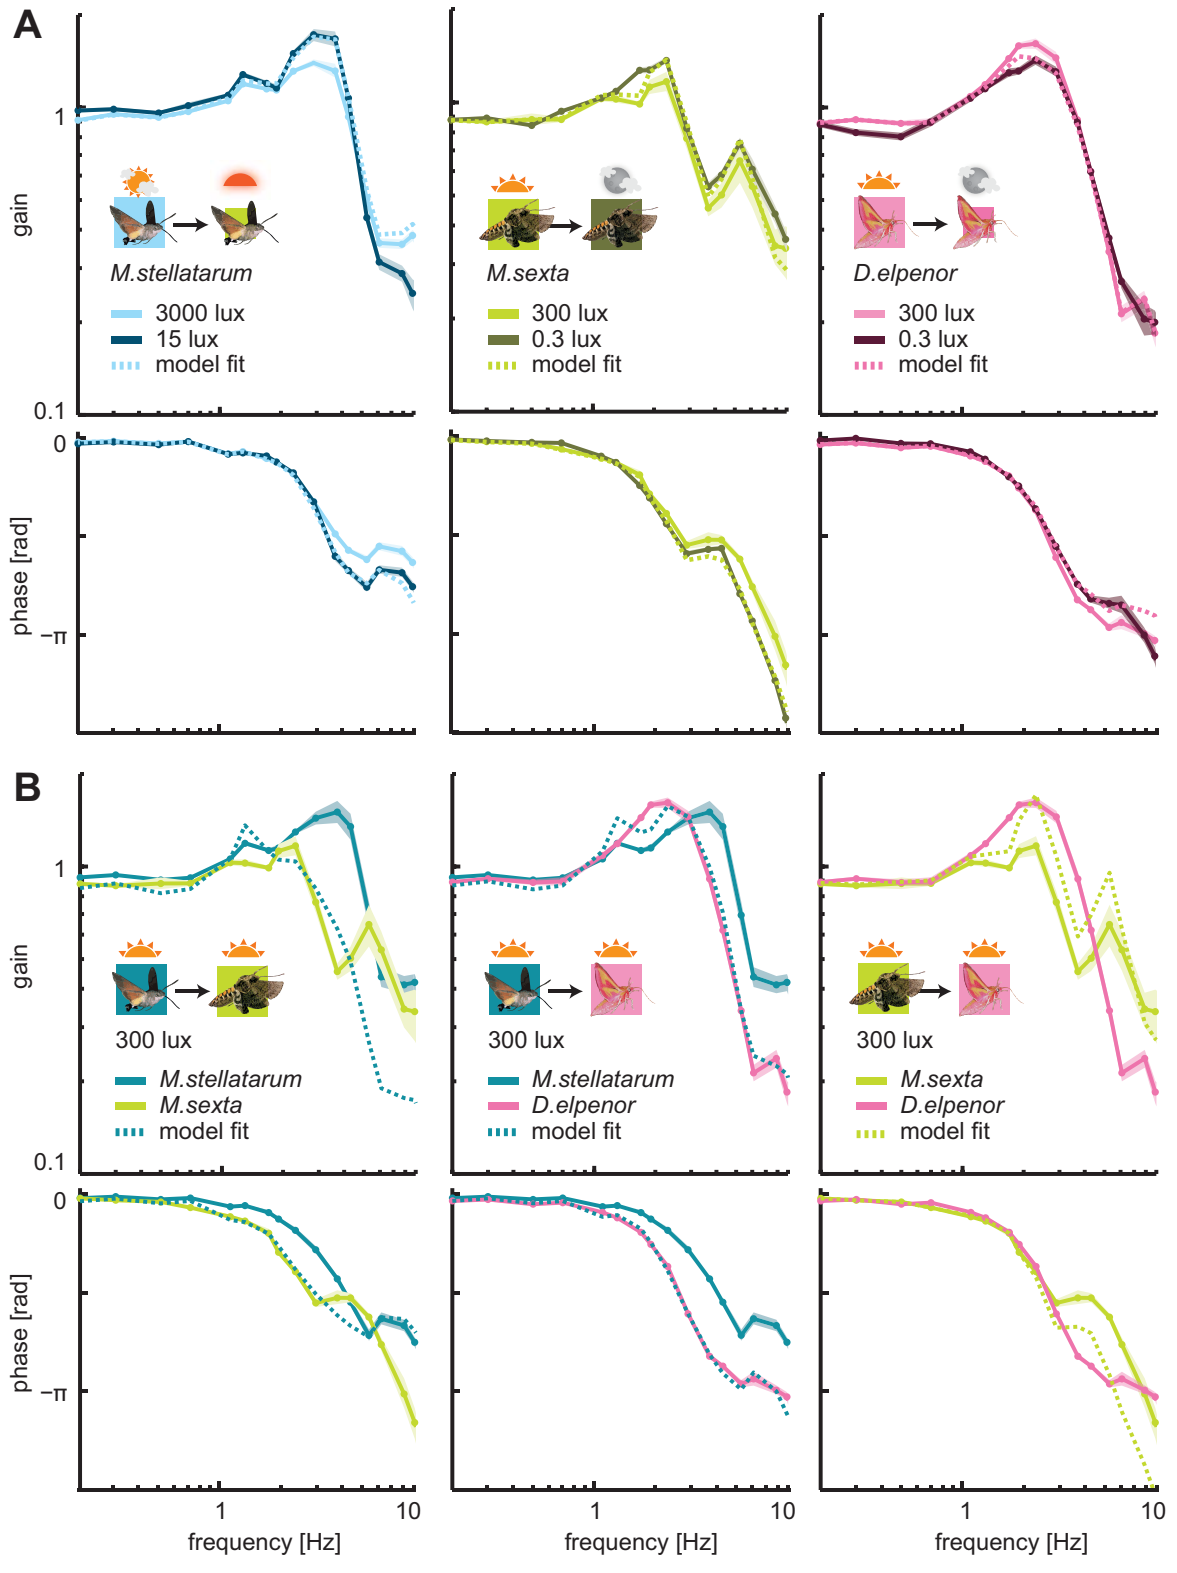 A
gain
1
0.1
M.stellatarum
3000 lux
15 lux
model fit
M.sexta
300 lux
0.3 lux
model fit
D.elpenor
300 lux
0.3 lux
model fit
phase [rad]
0
−π
B
gain
1
0.1
300 lux
M.stellatarum
M.sexta
model fit
300 lux
M.stellatarum
D.elpenor
model fit
300 lux
M.sexta
D.elpenor
model fit
phase [rad]
0
−π
1 10 1 10 1 10
frequency [Hz] frequency [Hz] frequency [Hz]